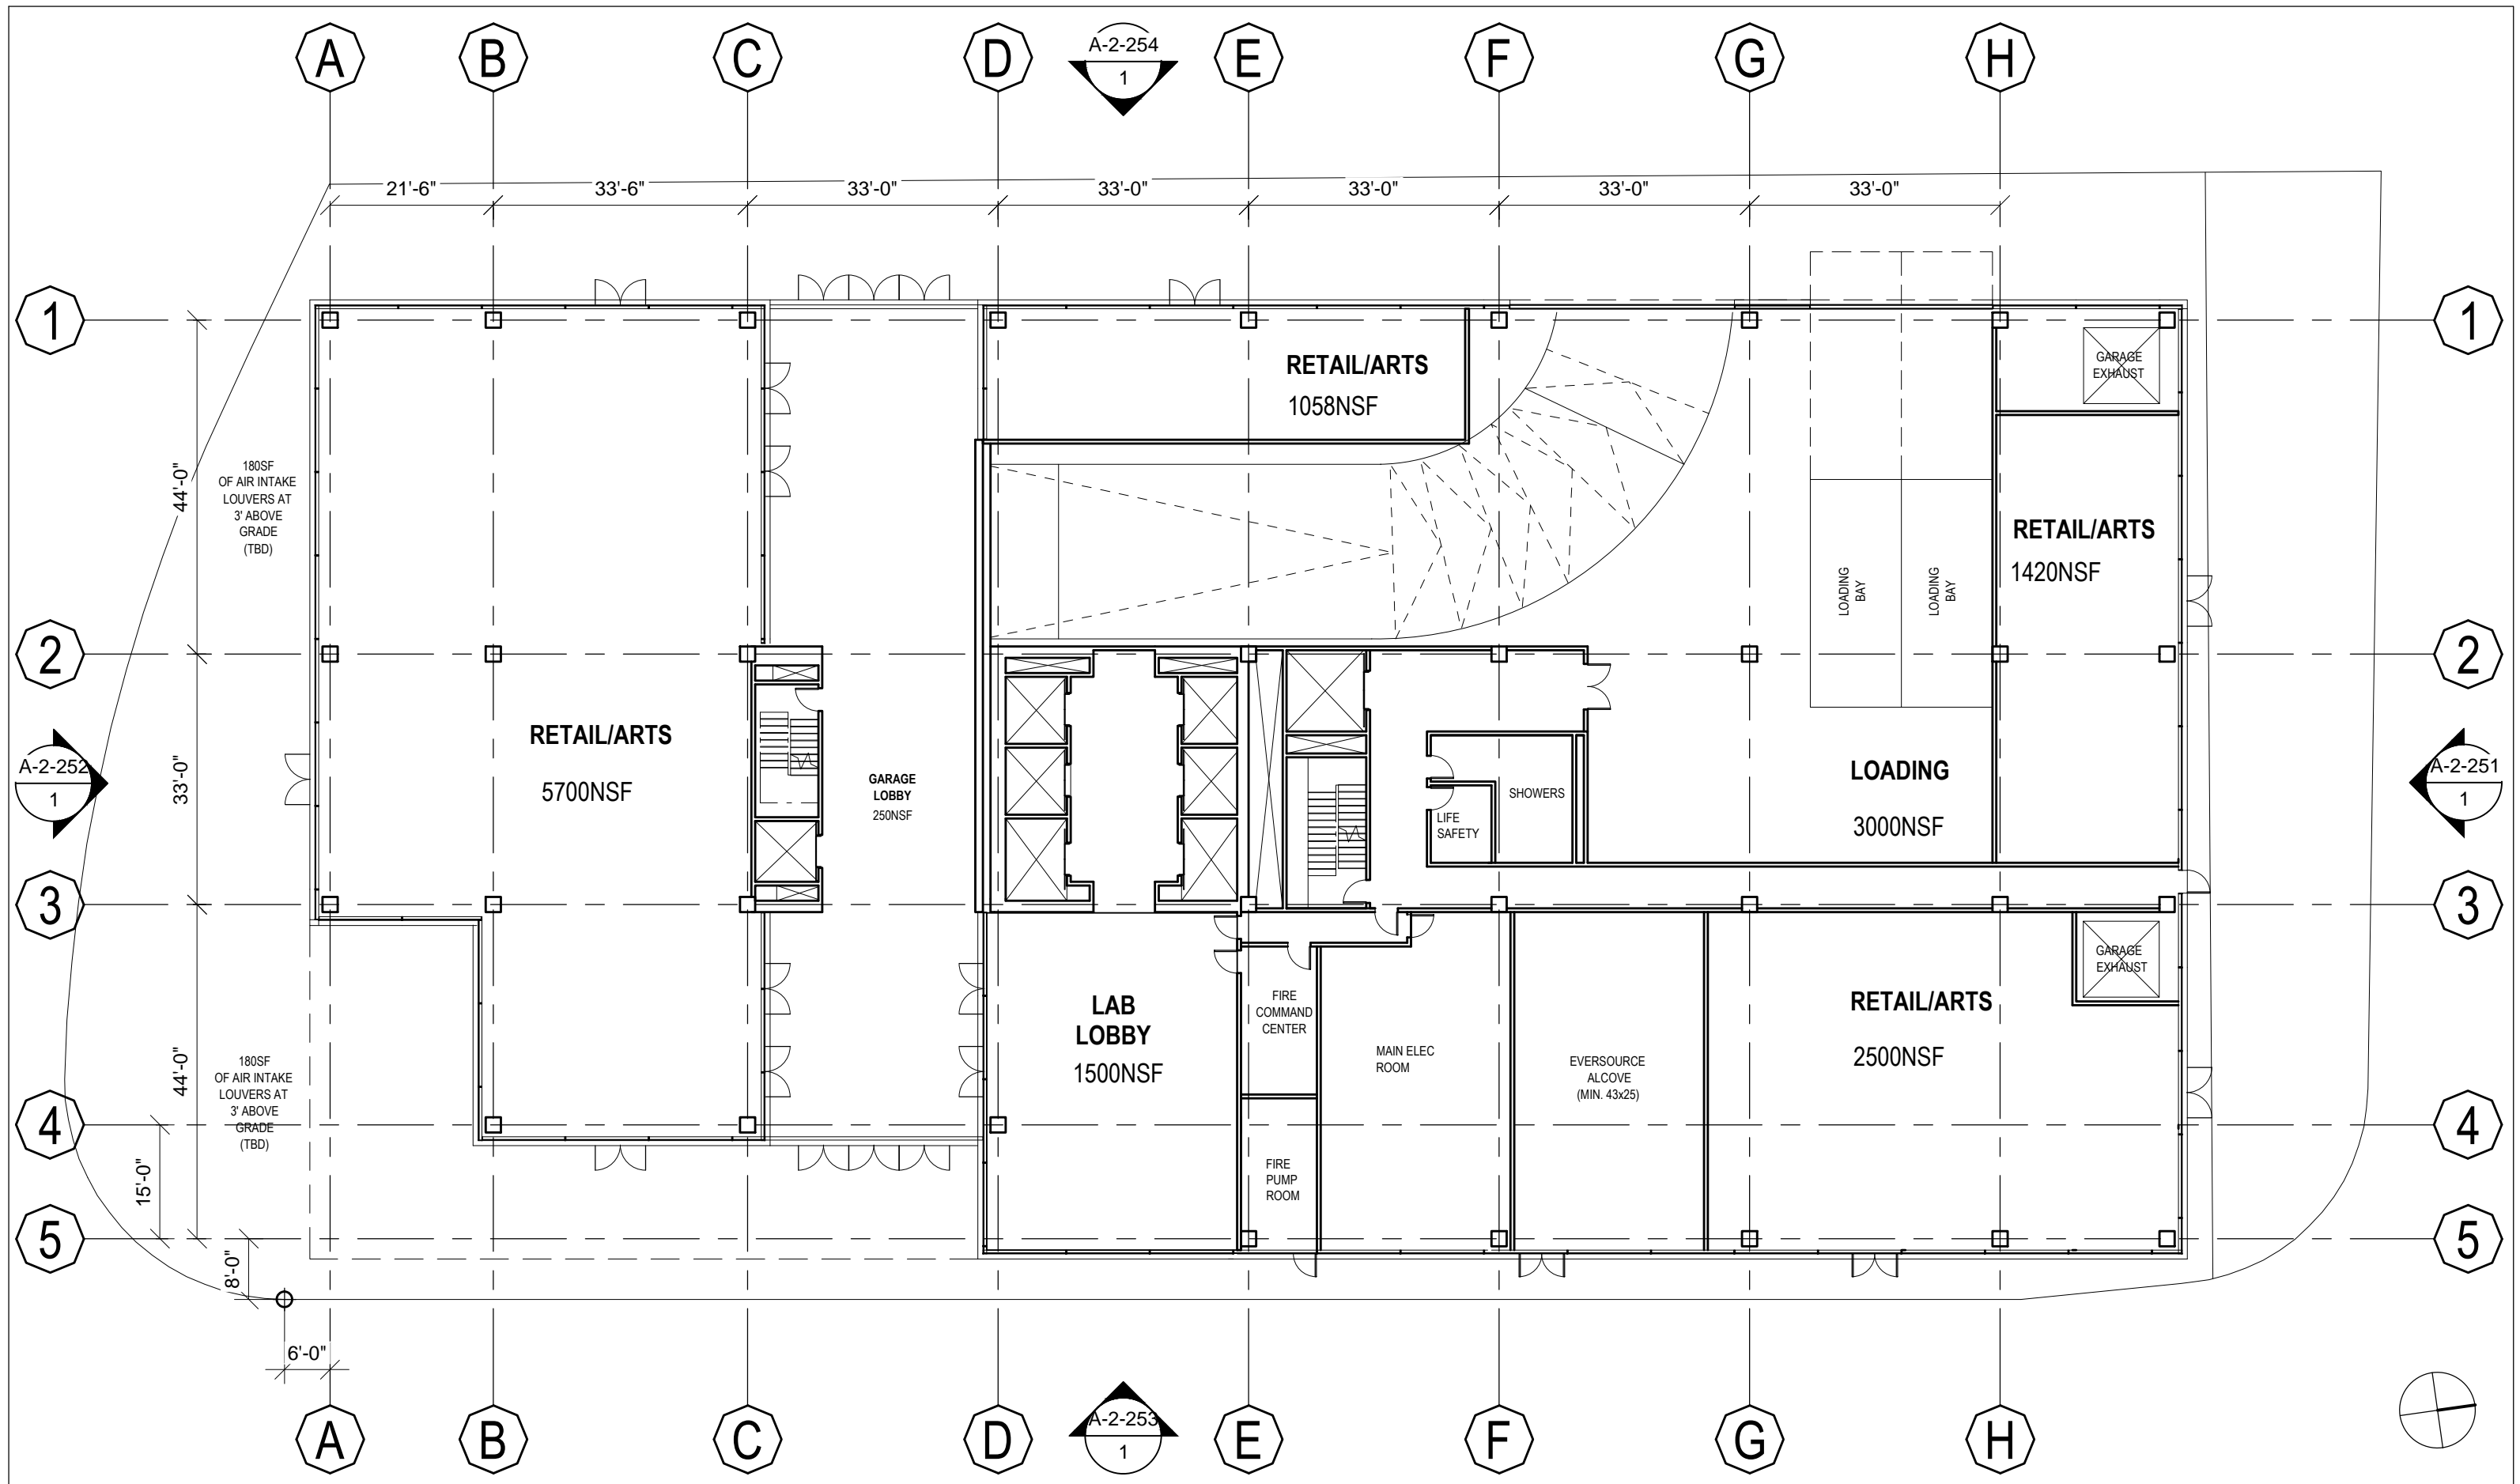 A
B
C
D
A-2-254
1
E
F
G
H
21'-6"
33'-6"
33'-0"
33'-0"
33'-0"
33'-0"
33'-0"
1
1
RETAIL/ARTS
1058NSF
GARAGE
EXHAUST
180SF
OF AIR INTAKE
LOUVERS AT
3' ABOVE
GRADE
(TBD)
44'-0"
RETAIL/ARTS
1420NSF
LOADING
BAY
LOADING
BAY
2
2
RETAIL/ARTS
5700NSF
33'-0"
A-2-252
1
GARAGE
LOBBY
250NSF
SHOWERS
LIFE
SAFETY
LOADING
3000NSF
A-2-251
1
3
3
GARAGE
EXHAUST
LAB
LOBBY
1500NSF
FIRE
COMMAND
CENTER
MAIN ELEC
ROOM
EVERSOURCE
ALCOVE
(MIN. 43x25)
RETAIL/ARTS
2500NSF
180SF
OF AIR INTAKE
LOUVERS AT
3' ABOVE
GRADE
(TBD)
44'-0"
4
4
15'-0"
FIRE
PUMP
ROOM
5
5
8'-0"
6'-0"
A
B
C
D
A-2-253
1
E
F
G
H